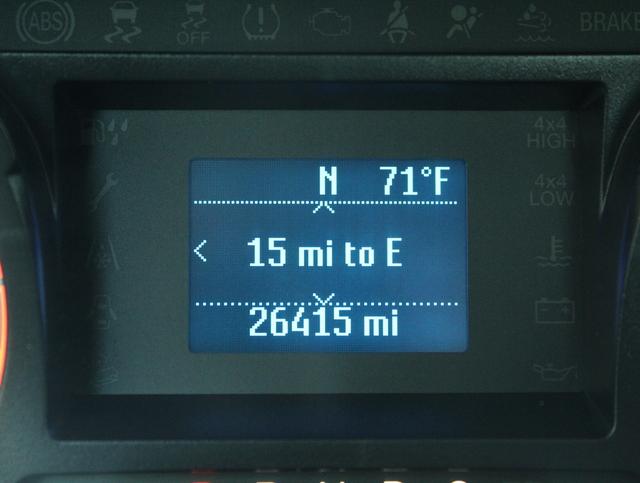 ABS OFF BRAKE
4x4
HIGH
N 71°F
4x4
LOW
15 mi to E
26415 mi